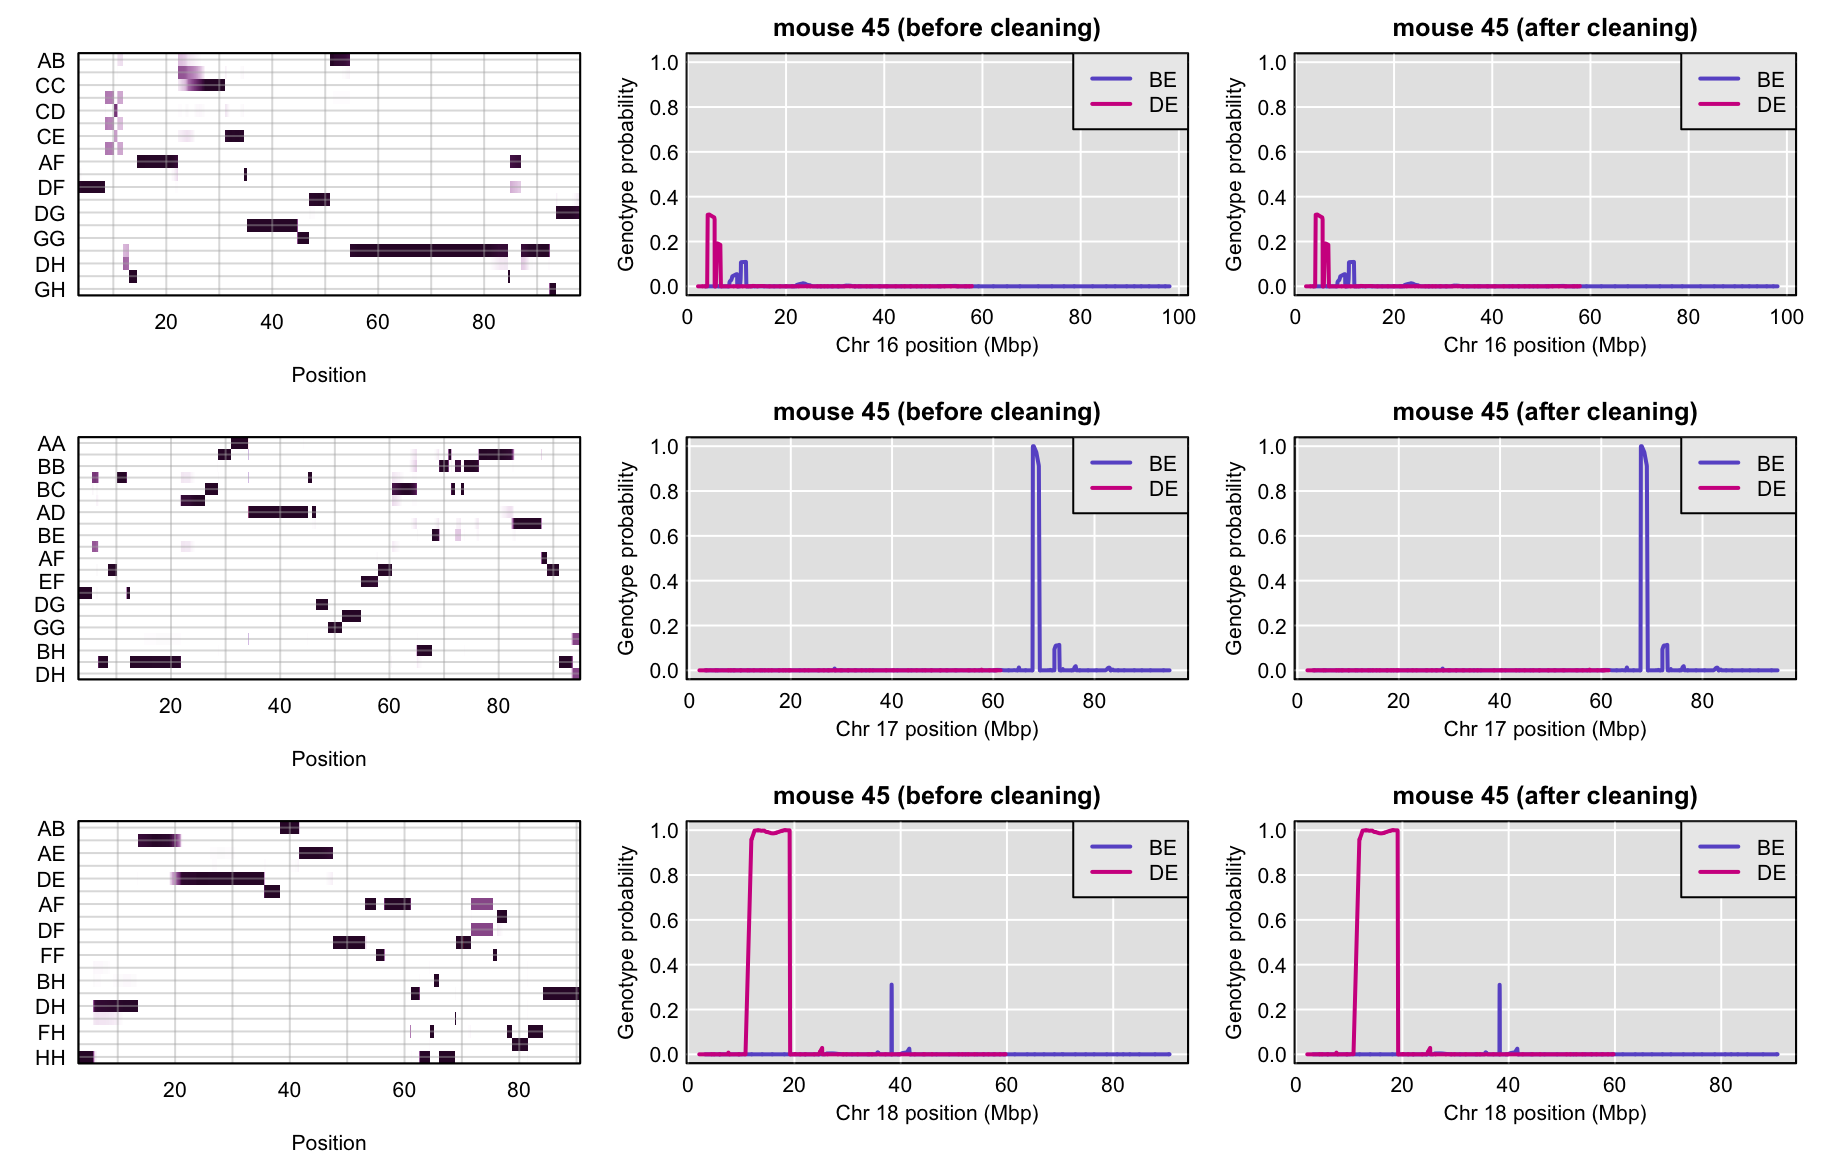 mouse 45 (before cleaning)
mouse 45 (after cleaning)
AB
CC
CD
CE
AF
DF
DG
GG
DH
GH
20 40 60 80
Position
Genotype probability
1.0
0.8
0.6
0.4
0.2
0.0
BE
DE
0 20 40 60 80 100
Chr 16 position (Mbp)
Genotype probability
1.0
0.8
0.6
0.4
0.2
0.0
BE
DE
0 20 40 60 80 100
Chr 16 position (Mbp)
mouse 45 (before cleaning)
mouse 45 (after cleaning)
AA
BB
BC
AD
BE
AF
EF
DG
GG
BH
DH
20 40 60 80
Position
Genotype probability
1.0
0.8
0.6
0.4
0.2
0.0
BE
DE
0 20 40 60 80
Chr 17 position (Mbp)
Genotype probability
1.0
0.8
0.6
0.4
0.2
0.0
BE
DE
0 20 40 60 80
Chr 17 position (Mbp)
mouse 45 (before cleaning)
mouse 45 (after cleaning)
AB
AE
DE
AF
DF
FF
BH
DH
FH
HH
20 40 60 80
Position
Genotype probability
1.0
0.8
0.6
0.4
0.2
0.0
BE
DE
0 20 40 60 80
Chr 18 position (Mbp)
Genotype probability
1.0
0.8
0.6
0.4
0.2
0.0
BE
DE
0 20 40 60 80
Chr 18 position (Mbp)